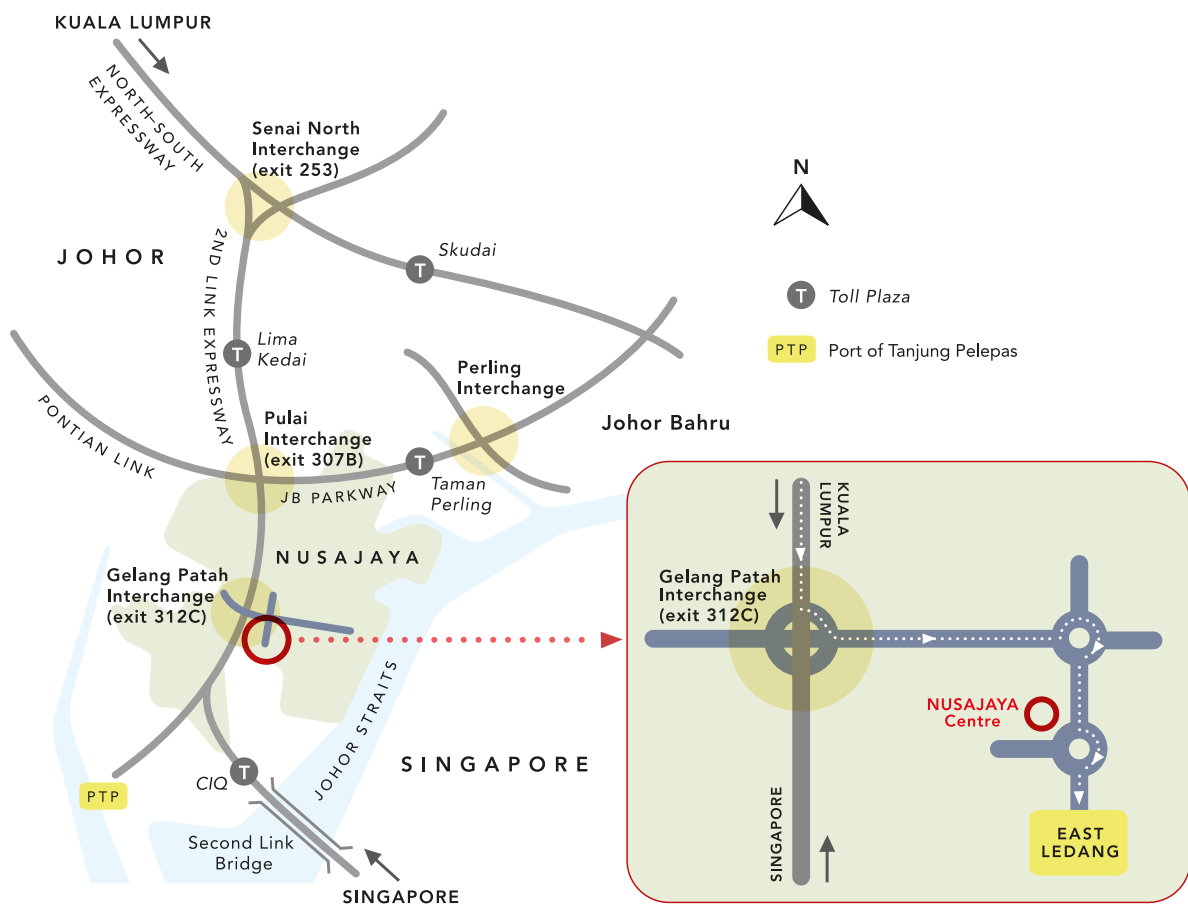 KUALA LUMPUR
NORTH–SOUTH
EXPRESSWAY
Senai North
Interchange
(exit 253)
N
JOHOR
2ND LINK EXPRESSWAY
Skudai
T
T
Toll Plaza
Lima
Kedai
T
PTP
Port of Tanjung Pelepas
Perling
Interchange
PONTIAN LINK
Pulai
Interchange
(exit 307B)
Johor Bahru
T
JB PARKWAY
Taman
Perling
NUSAJAYA
Gelang Patah
Interchange
(exit 312C)
JOHOR STRAITS
SINGAPORE
CIQ
T
PTP
Second Link
Bridge
SINGAPORE
KUALA
LUMPUR
Gelang Patah
Interchange
(exit 312C)
NUSAJAYA
Centre
SINGAPORE
EAST
LEDANG